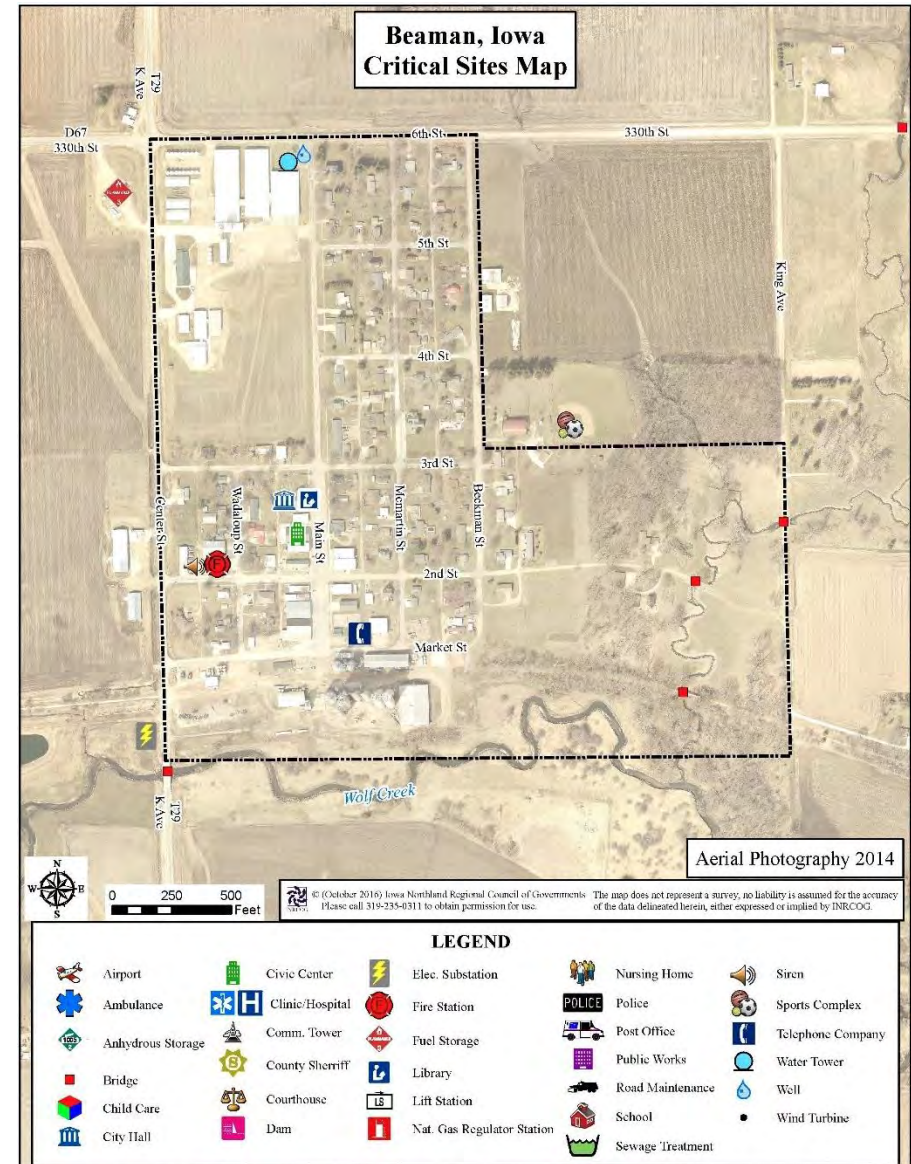 Beaman, Iowa
Critical Sites Map
T29
K Ave
D67
330th St
6th St
330th St
5th St
King Ave
4th St
3rd St
Center St
Wadaloup St
Main St
Mcmartin St
Beckman St
F
2nd St
Market St
Wolf Creek
T29
K Ave
Aerial Photography 2014
N
W
E
S
0 250 500
Feet
INRCOG
© (October 2016) Iowa Northland Regional Council of Governments
Please call 319-235-0311 to obtain permission for use.
The map does not represent a survey, no liability is assumed for the accuracy
of the data delineated herein, either expressed or implied by INRCOG.
LEGEND
Airport
Ambulance
1005
Anhydrous Storage
Bridge
Child Care
City Hall
Civic Center
H
Clinic/Hospital
Comm. Tower
County Sherriff
Courthouse
Dam
Elec. Substation
F
Fire Station
Fuel Storage
Library
LS
Lift Station
Nat. Gas Regulator Station
Nursing Home
POLICE
Police
Post Office
Public Works
Road Maintenance
School
Sewage Treatment
Siren
Sports Complex
Telephone Company
Water Tower
Well
Wind Turbine